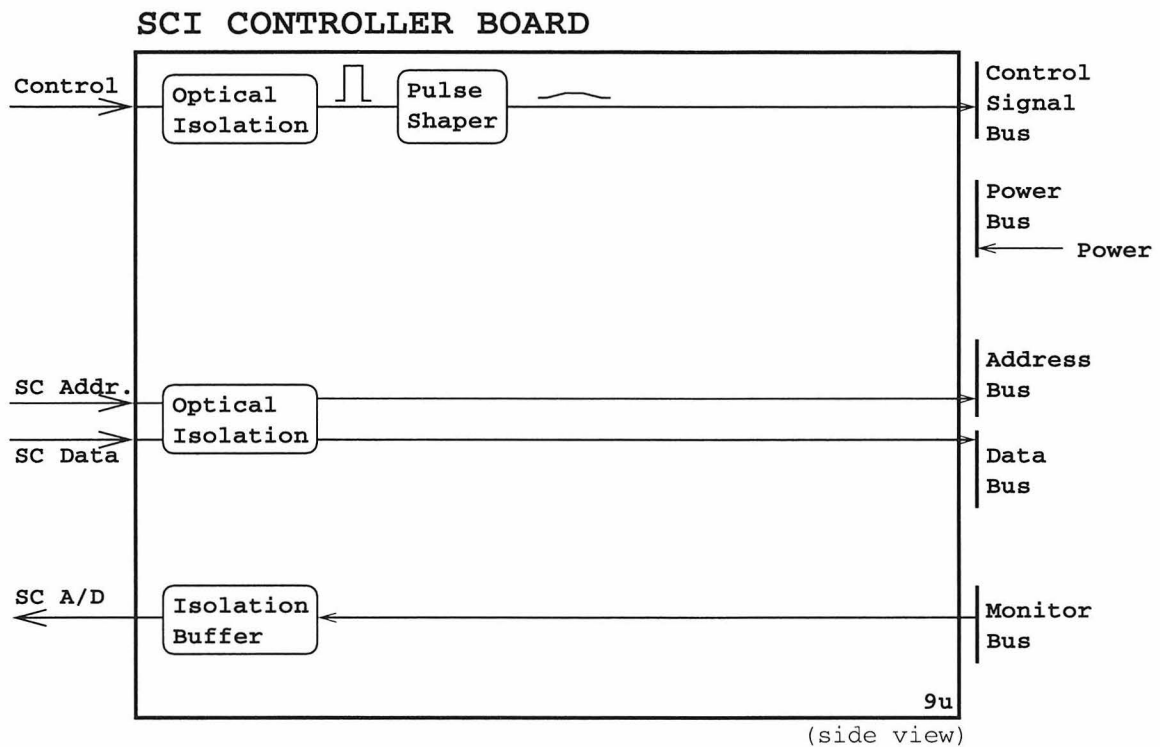 SCI CONTROLLER BOARD
Control
Optical
Isolation
Pulse
Shaper
Control
Signal
Bus
Power
Bus
Power
SC Addr.
SC Data
Optical
Isolation
Address
Bus
Data
Bus
SC A/D
Isolation
Buffer
Monitor
Bus
9u
(side view)